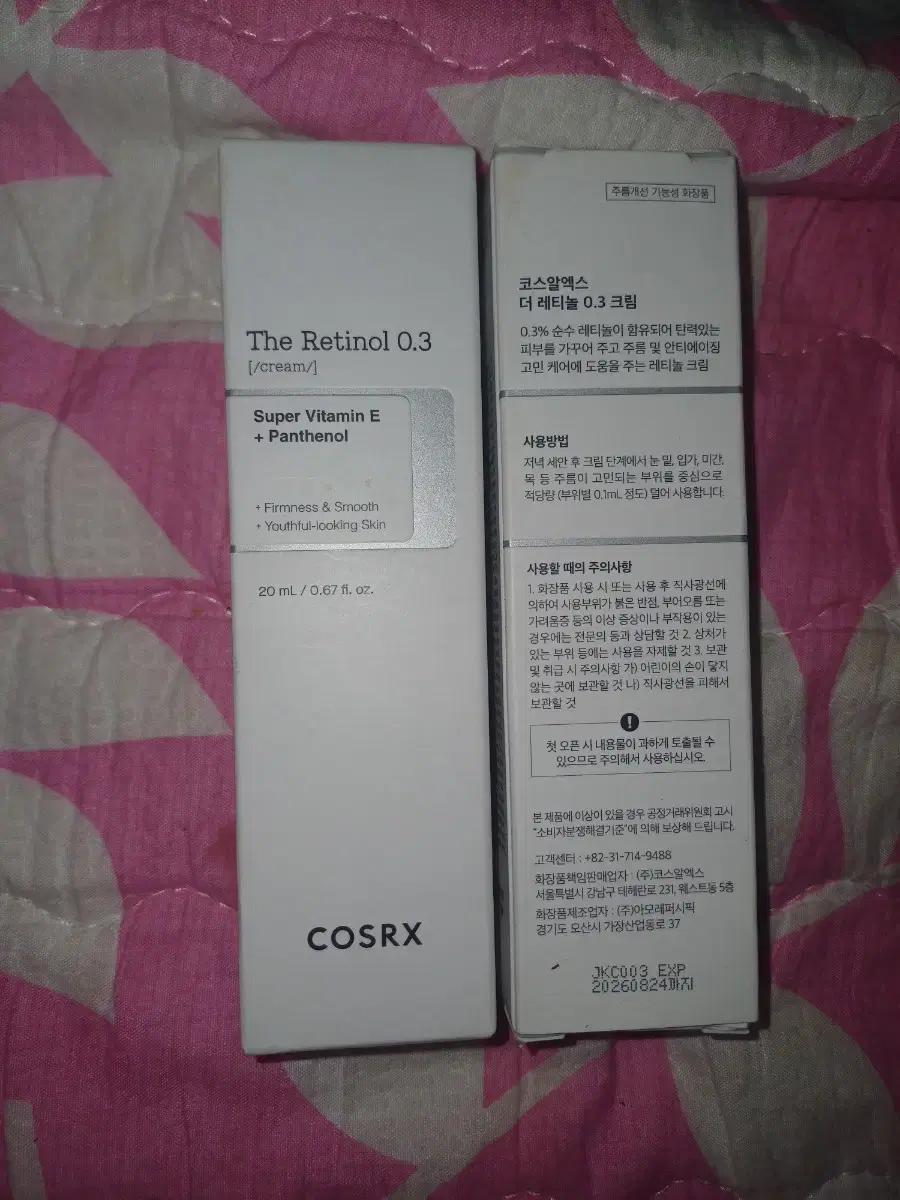 The Retinol 0.3
[/cream/]
Super Vitamin E
+ Panthenol
+ Firmness & Smooth
+ Youthful-looking Skin
20 mL / 0.67 fl. oz.
COSRX
주름개선 기능성 화장품
코스알엑스
더 레티놀 0.3 크림
0.3% 순수 레티놀이 함유되어 탄력있는
피부를 가꾸어 주고 주름 및 안티에이징
고민 케어에 도움을 주는 레티놀 크림
사용방법
저녁 세안 후 크림 단계에서 눈 밑, 입가, 미간,
목 등 주름이 고민되는 부위를 중심으로
적당량 (부위별 0.1mL 정도) 덜어 사용합니다.
사용할 때의 주의사항
1. 화장품 사용 시 또는 사용 후 직사광선에
의하여 사용부위가 붉은 반점, 부어오름 또는
가려움증 등의 이상 증상이나 부작용이 있는
경우에는 전문의 등과 상담할 것 2. 상처가
있는 부위 등에는 사용을 자제할 것 3. 보관
및 취급 시 주의사항 가) 어린이의 손이 닿지
않는 곳에 보관할 것 나) 직사광선을 피해서
보관할 것
!
첫 오픈 시 내용물이 과하게 토출될 수
있으므로 주의해서 사용하십시오.
본 제품에 이상이 있을 경우 공정거래위원회 고시
"소비자분쟁해결기준"에 의해 보상해 드립니다.
고객센터 : +82-31-714-9488
화장품책임판매업자 : (주)코스알엑스
서울특별시 강남구 테헤란로 231, 웨스트동 5층
화장품제조업자 : (주)아모레퍼시픽
경기도 오산시 가장산업동로 37
JKC003 EXP
20260824까지